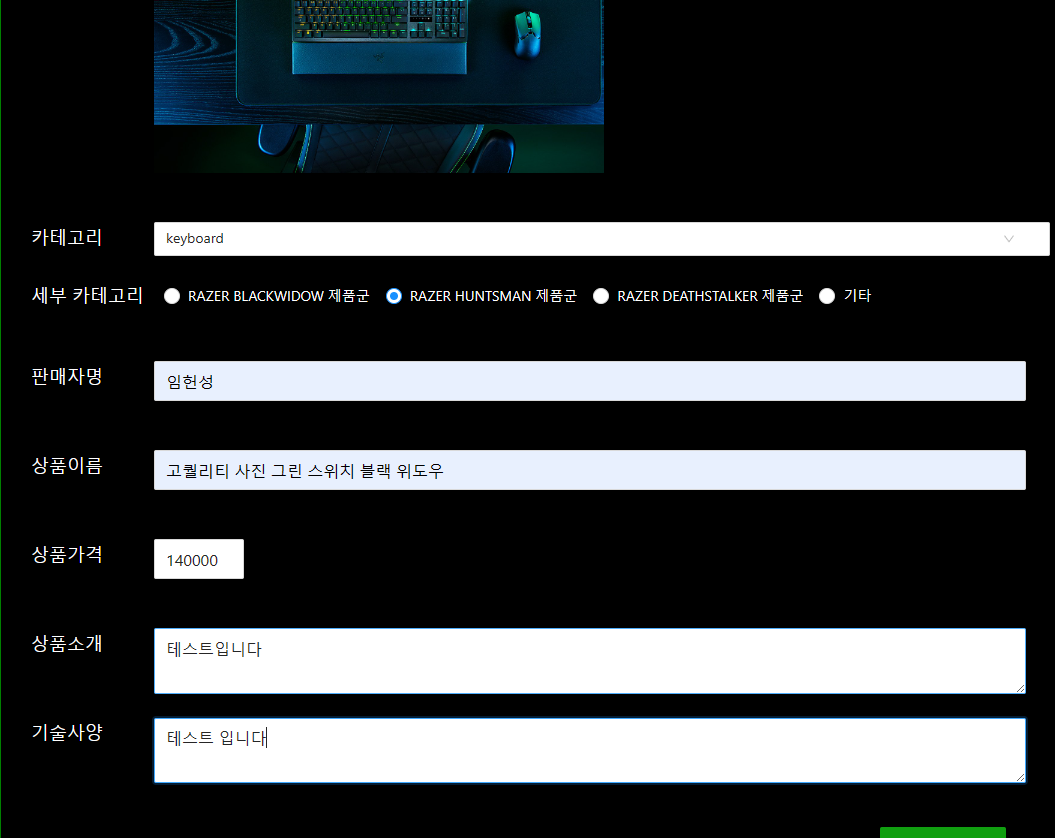 카테고리
keyboard
세부 카테고리
RAZER BLACKWIDOW 제품군
RAZER HUNTSMAN 제품군
RAZER DEATHSTALKER 제품군
기타
판매자명
임헌성
상품이름
고퀄리티 사진 그린 스위치 블랙 위도우
상품가격
140000
상품소개
테스트입니다
기술사양
테스트 입니다